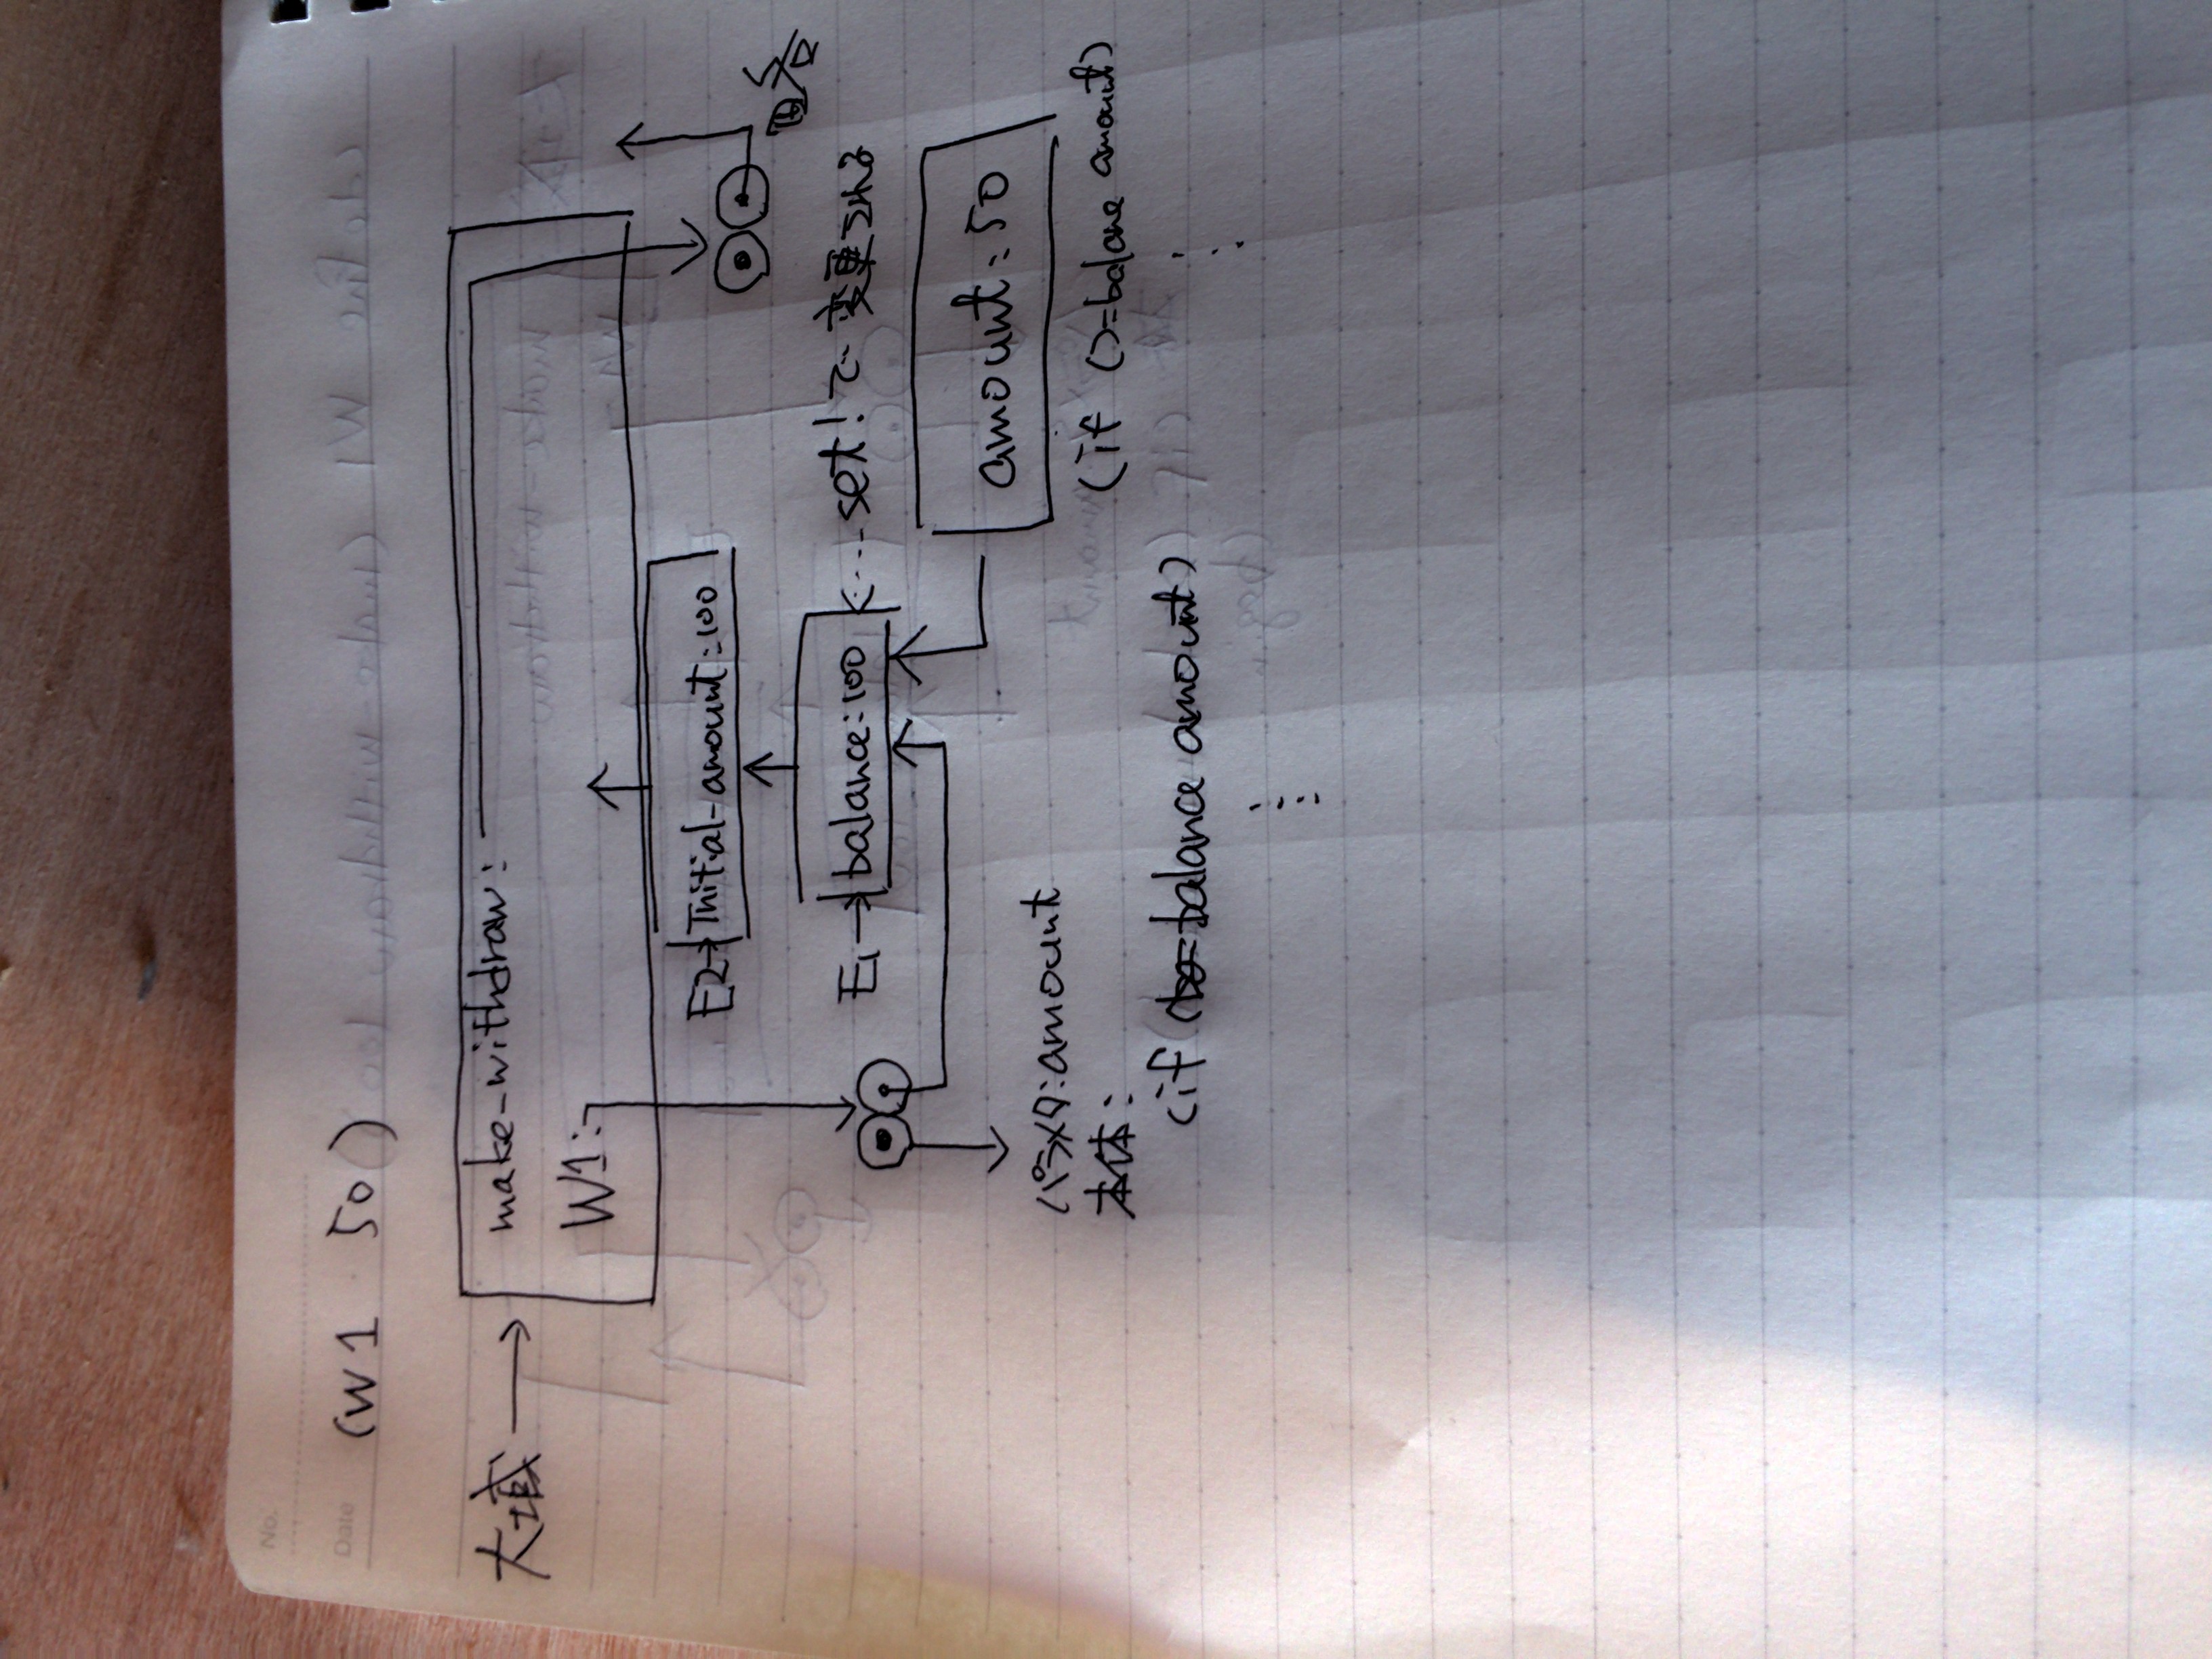 No.
Date
(W1 50)
大域
make-withdraw:
W1:
E2
Initial-amount:100
省略
E1
balance:100
set!で変更される
amount:50
パラメタ:amount
本体:
(if (>=balane amount)
(if (>=balance amount)